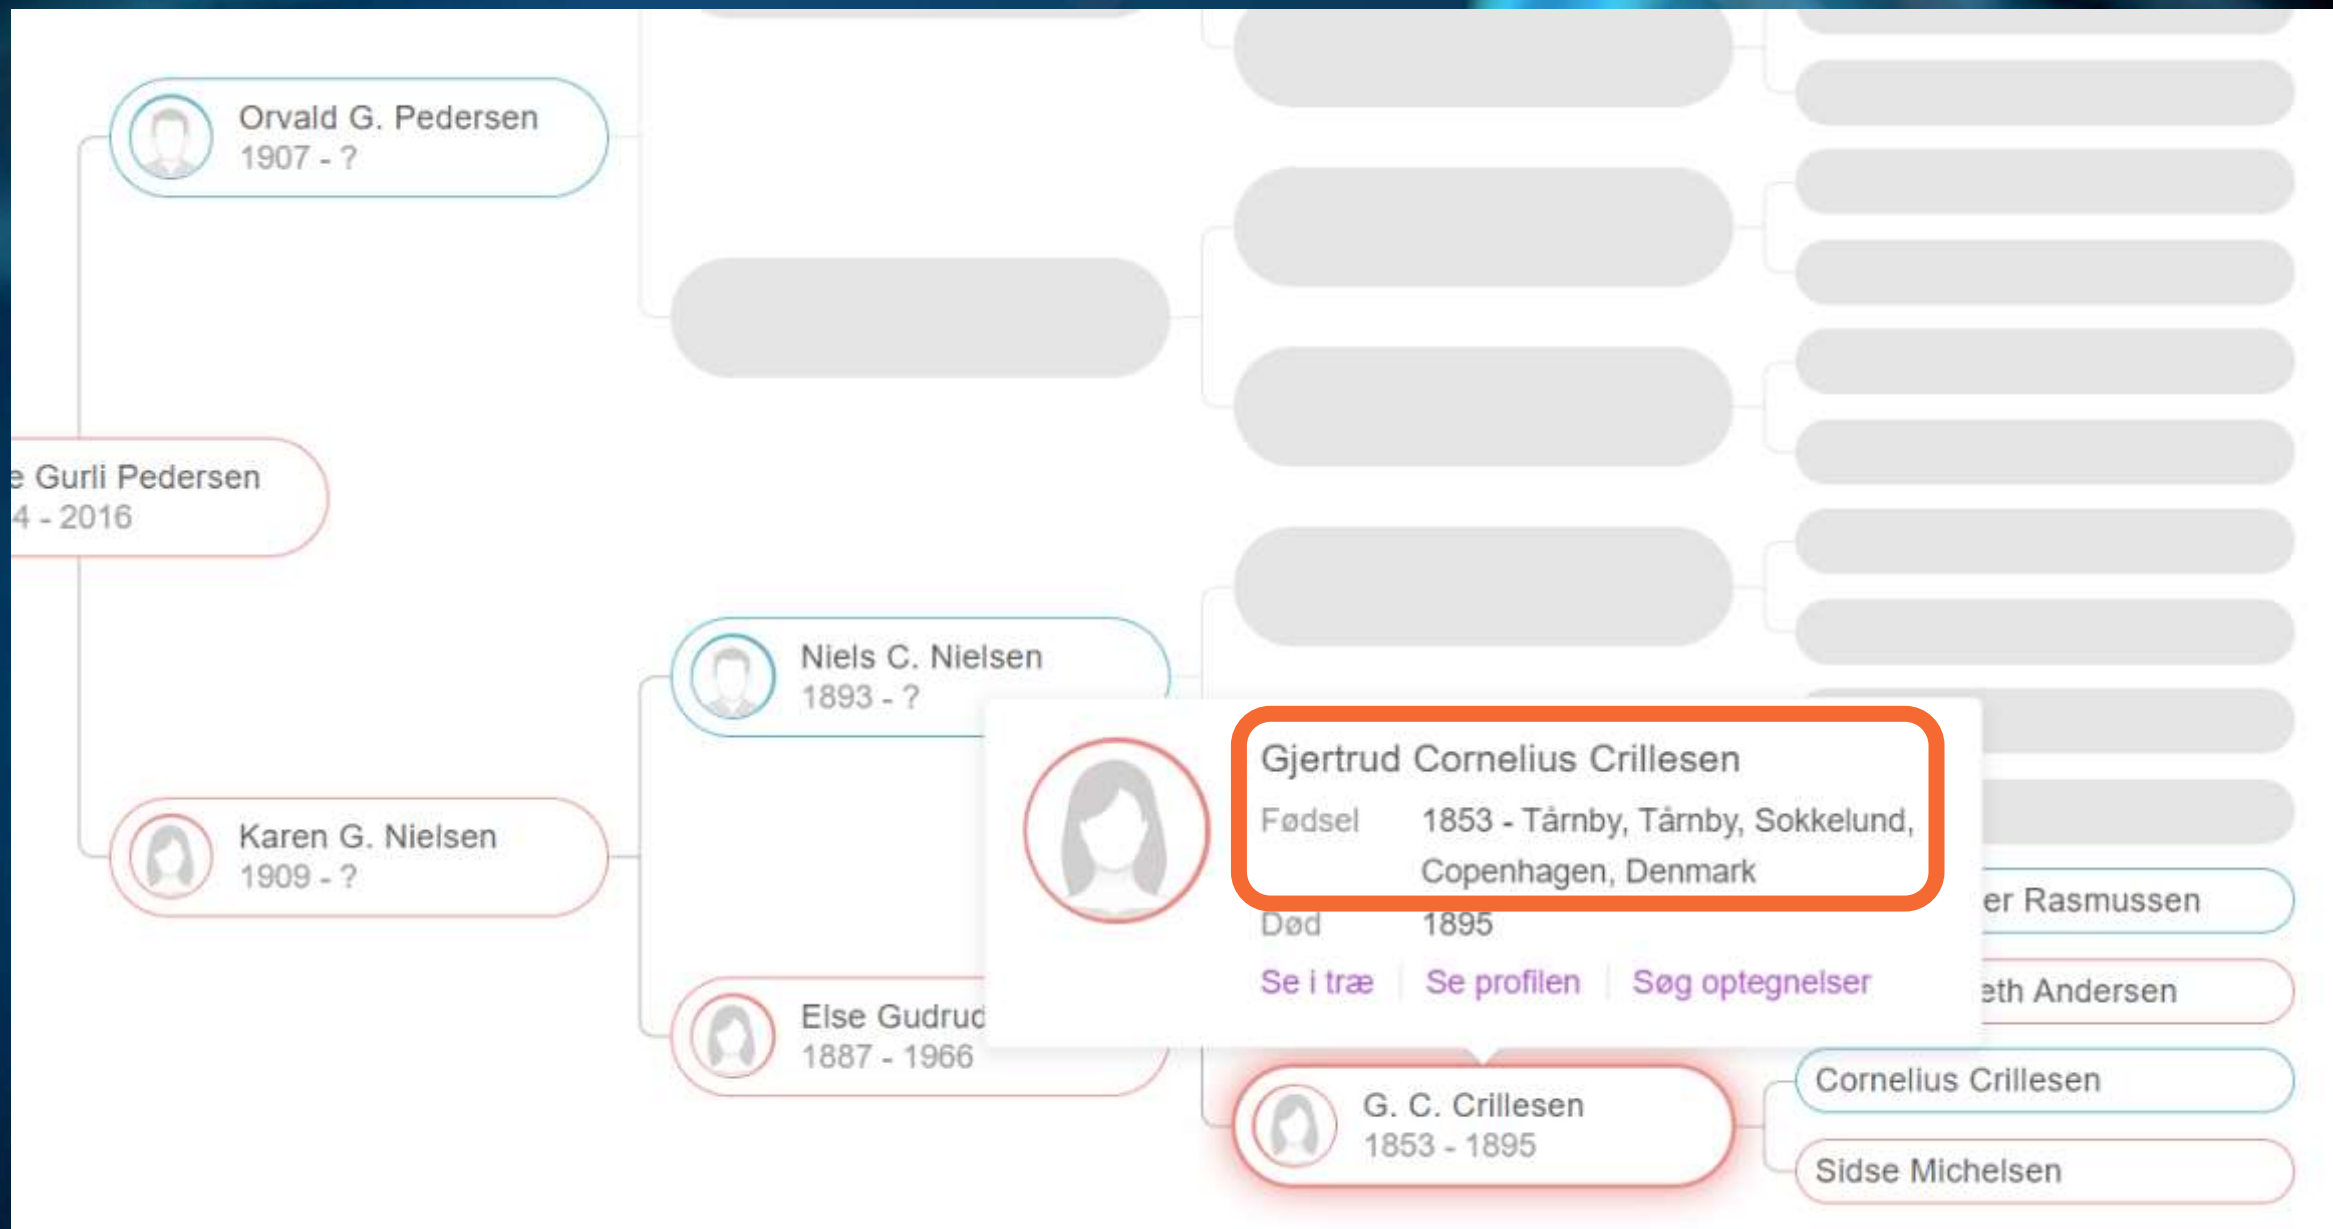 Orvald G. Pedersen
1907 - ?
e Gurli Pedersen
4 - 2016
Niels C. Nielsen
1893 - ?
Gjertrud Cornelius Crillesen
Fødsel 1853 - Tårnby, Tårnby, Sokkelund,
Copenhagen, Denmark
Død 1895
Se i træ Se profilen Søg optegnelser
Karen G. Nielsen
1909 - ?
er Rasmussen
eth Andersen
Else Gudrud
1887 - 1966
G. C. Crillesen
1853 - 1895
Cornelius Crillesen
Sidse Michelsen